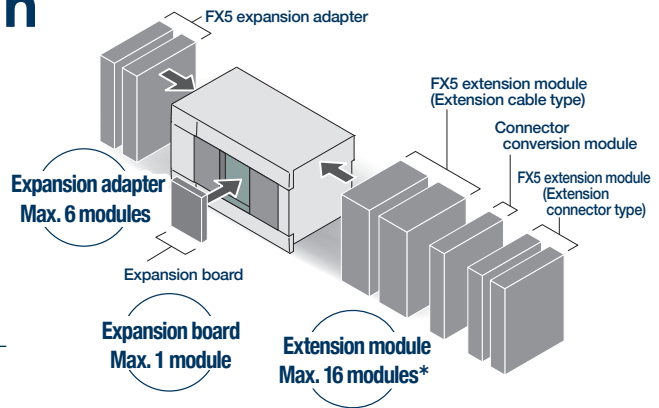 n
FX5 expansion adapter
FX5 extension module
(Extension cable type)
Connector
conversion module
FX5 extension module
(Extension
connector type)
Expansion adapter
Max. 6 modules
Expansion board
Expansion board
Max. 1 module
Extension module
Max. 16 modules*